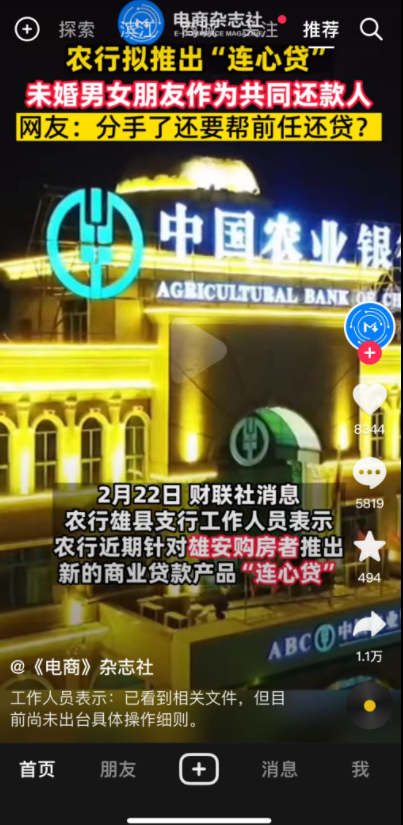 探索
滨江
关注
推荐
电商杂志社
E-COMMERCE MAGAZINE
农行拟推出“连心贷”
未婚男女朋友作为共同还款人
网友：分手了还要帮前任还贷？
中国农业银行
AGRICULTURAL BANK OF CH
8344
5819
494
1.1万
2月22日 财联社消息
农行雄县支行工作人员表示
农行近期针对雄安购房者推出
新的商业贷款产品“连心贷”
ABC 中国
@《电商》杂志社
工作人员表示：已看到相关文件，但目
前尚未出台具体操作细则。
首页
朋友
消息
我